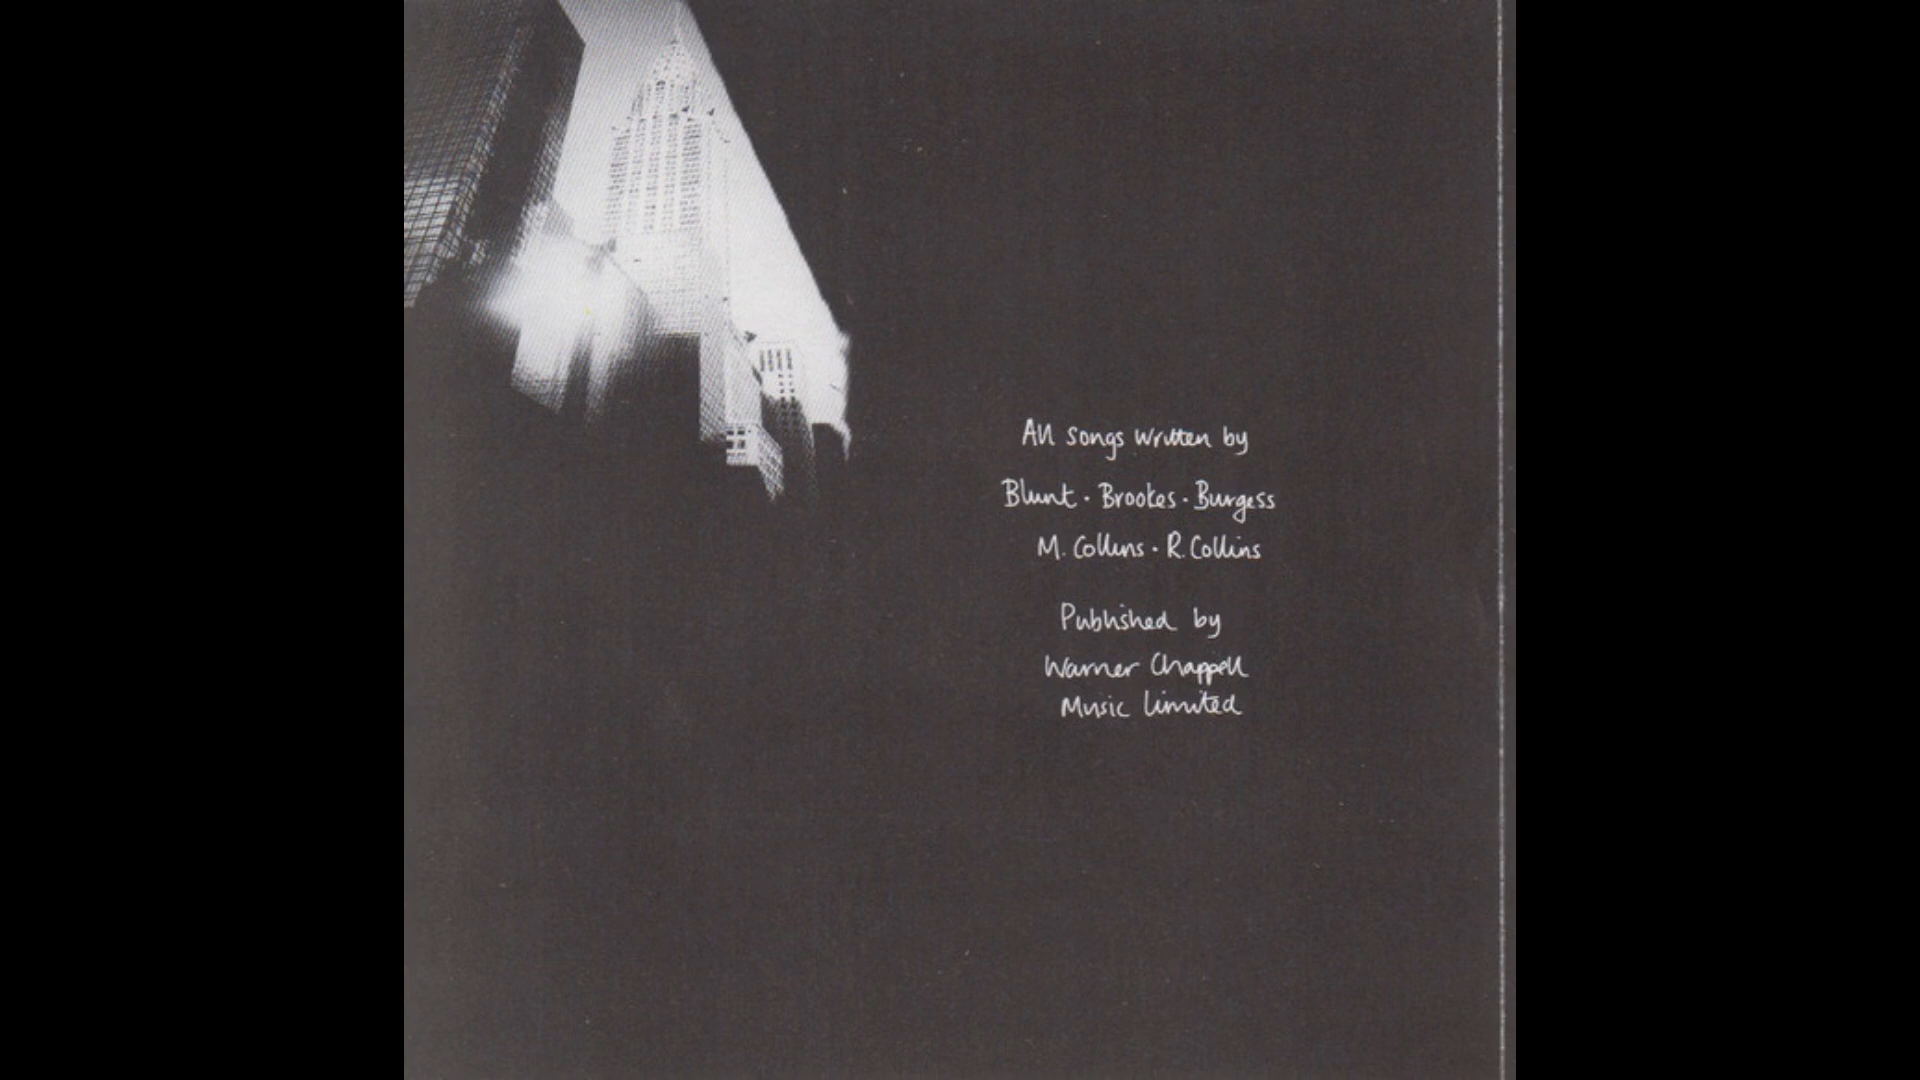 All songs written by
Blunt · Brookes · Burgess
M. Collins · R. Collins
Published by
Warner Chappell
Music Limited